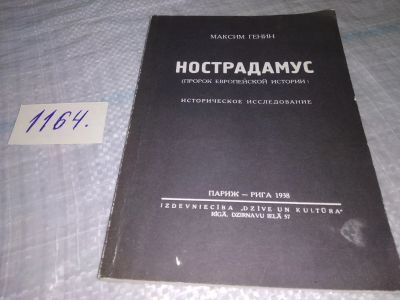 МАКСИМ ГЕНИН
НОСТРАДАМУС
(ПРОРОК ЕВРОПЕЙСКОЙ ИСТОРИИ)
ИСТОРИЧЕСКОЕ ИССЛЕДОВАНИЕ
1164.
ПАРИЖ — РИГА 1938
IZDEVNIECĪBA „DZĪVE UN KULTŪRA"
RĪGĀ, DZIRNAVU IELĀ 57